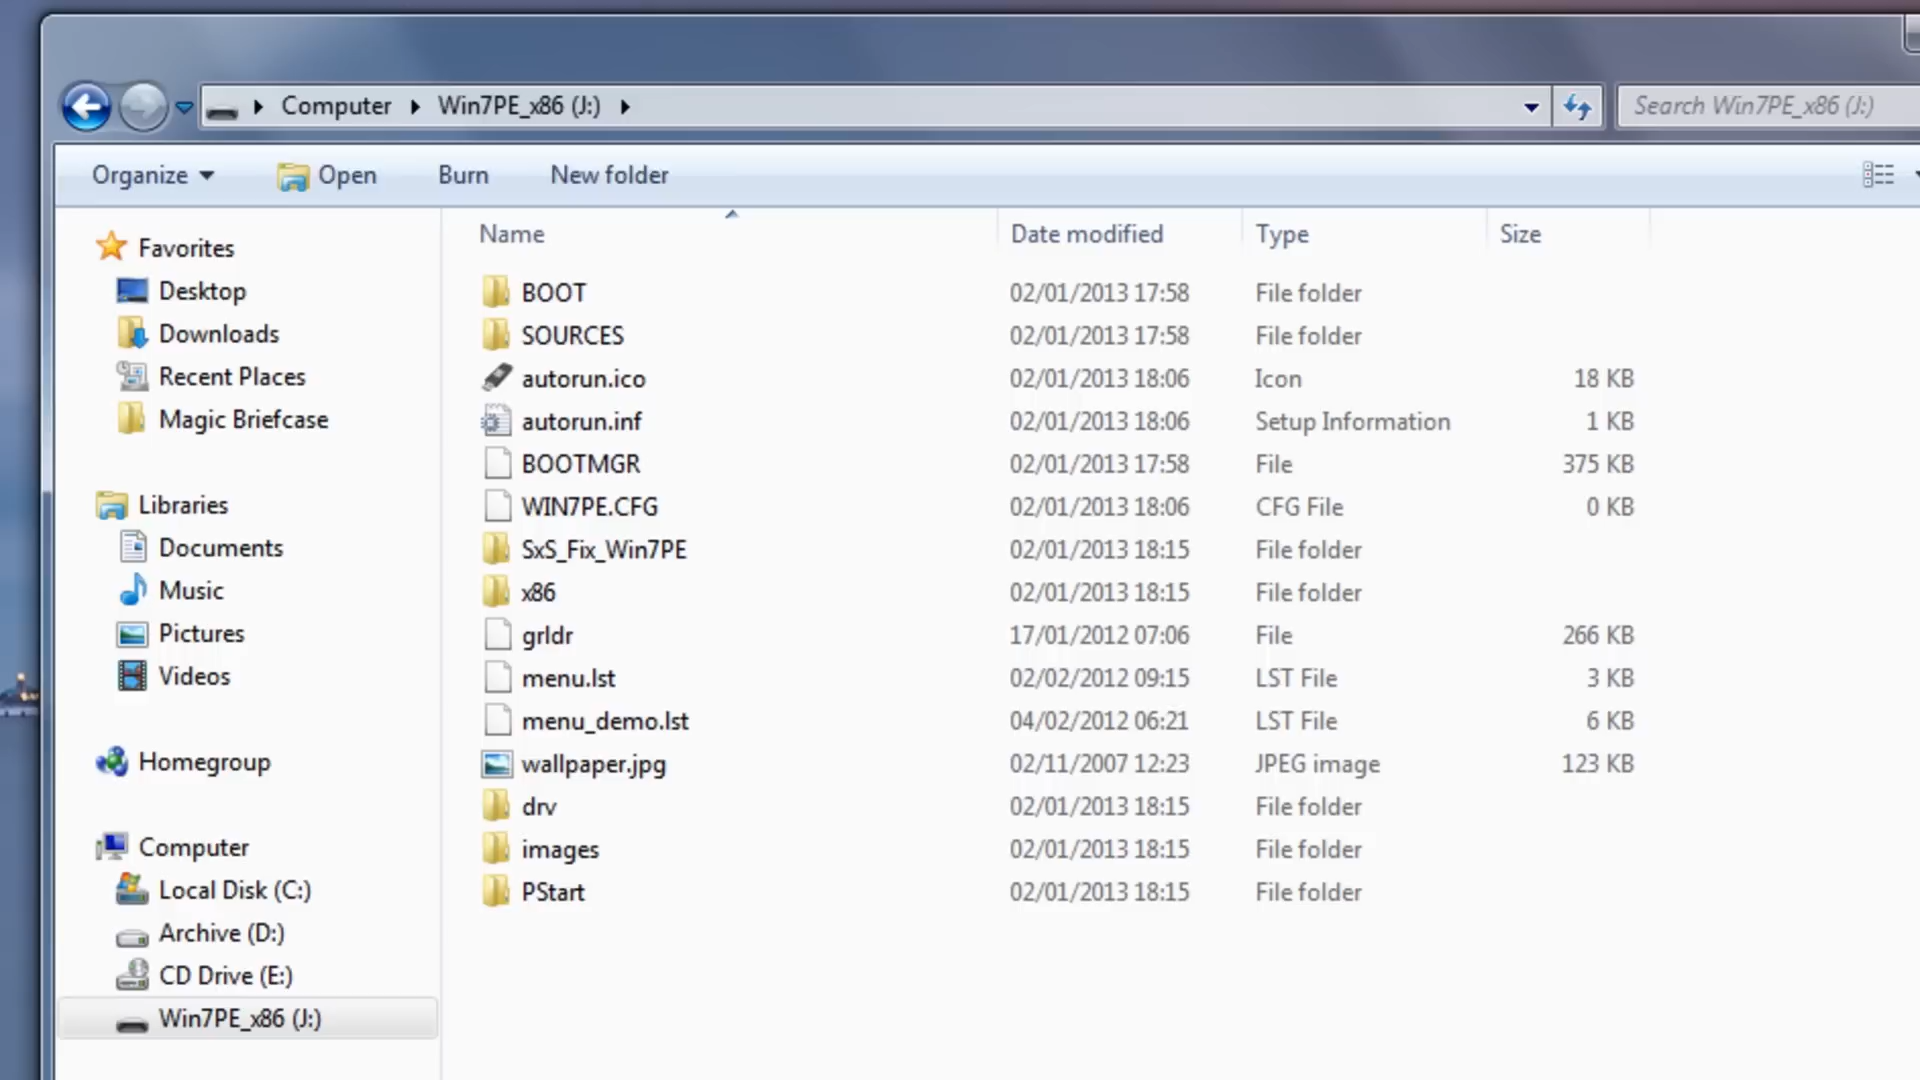 Computer Win7PE_x86 (J:) Search Win7PE_x86 (J:)
Organize Open Burn New folder
Favorites
Desktop
Downloads
Recent Places
Magic Briefcase
Libraries
Documents
Music
Pictures
Videos
Homegroup
Computer
Local Disk (C:)
Archive (D:)
CD Drive (E:)
Win7PE_x86 (J:)
Name Date modified Type Size
BOOT 02/01/2013 17:58 File folder
SOURCES 02/01/2013 17:58 File folder
autorun.ico 02/01/2013 18:06 Icon 18 KB
autorun.inf 02/01/2013 18:06 Setup Information 1 KB
BOOTMGR 02/01/2013 17:58 File 375 KB
WIN7PE.CFG 02/01/2013 18:06 CFG File 0 KB
SxS_Fix_Win7PE 02/01/2013 18:15 File folder
x86 02/01/2013 18:15 File folder
grldr 17/01/2012 07:06 File 266 KB
menu.lst 02/02/2012 09:15 LST File 3 KB
menu_demo.lst 04/02/2012 06:21 LST File 6 KB
wallpaper.jpg 02/11/2007 12:23 JPEG image 123 KB
drv 02/01/2013 18:15 File folder
images 02/01/2013 18:15 File folder
PStart 02/01/2013 18:15 File folder